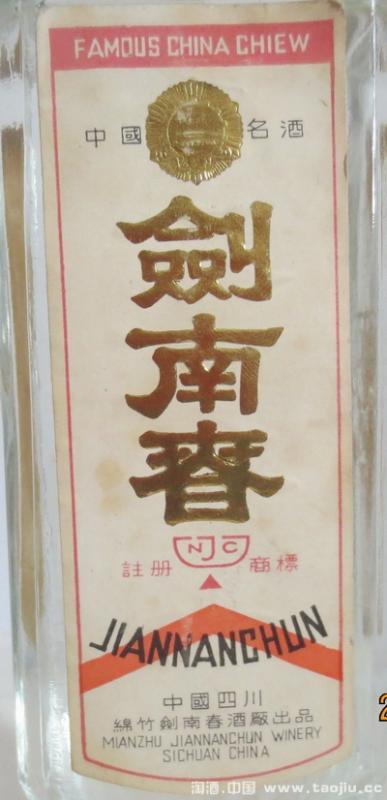 FAMOUS CHINA CHIEW
中國 名酒
劍
南
春
NJC
註册 商標
JIANNANCHUN
中國四川
綿竹劍南春酒厰出品
MIANZHU JIANNANCHUN WINERY
SICHUAN CHINA
淘酒.中国 www.taojiu.cc